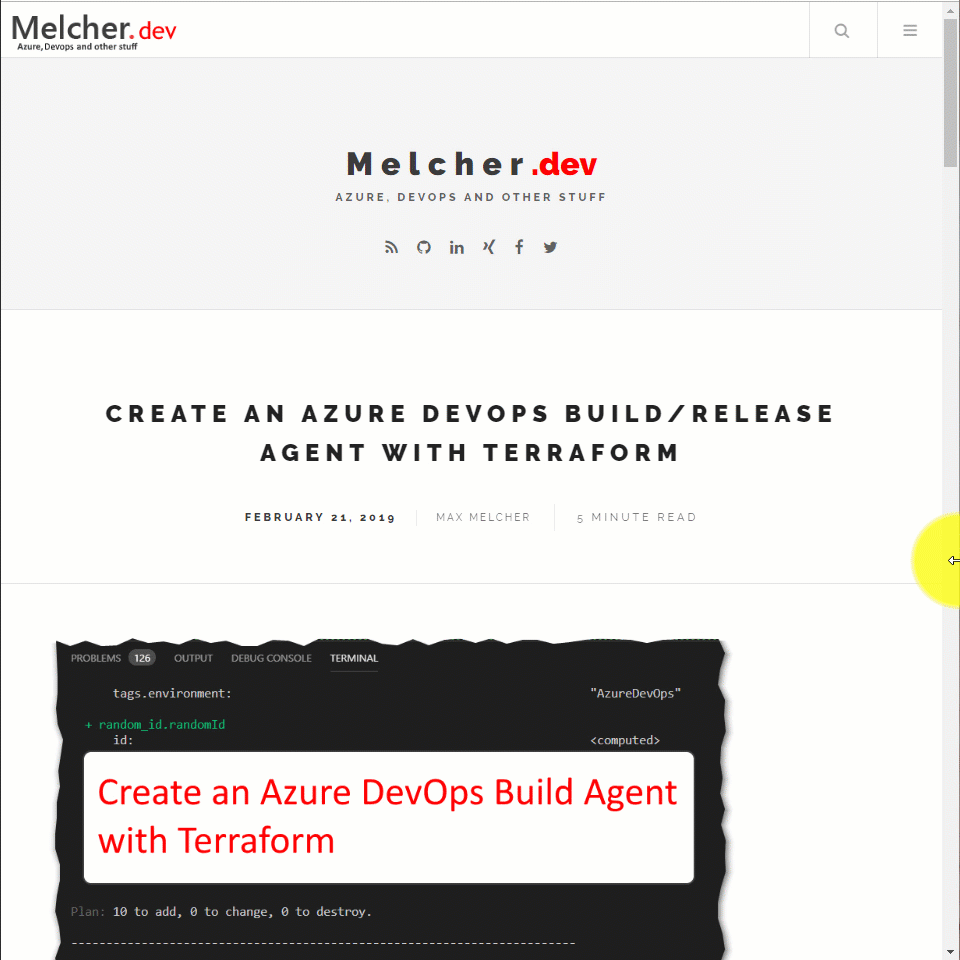 Melcher.dev
Azure, Devops and other stuff
Melcher.dev
AZURE, DEVOPS AND OTHER STUFF
CREATE AN AZURE DEVOPS BUILD/RELEASE
AGENT WITH TERRAFORM
FEBRUARY 21, 2019 MAX MELCHER 5 MINUTE READ
PROBLEMS 126 OUTPUT DEBUG CONSOLE TERMINAL
tags.environment: "AzureDevOps"
+ random_id.randomId
id: <computed>
Create an Azure DevOps Build Agent
with Terraform
Plan: 10 to add, 0 to change, 0 to destroy.
------------------------------------------------------------------------